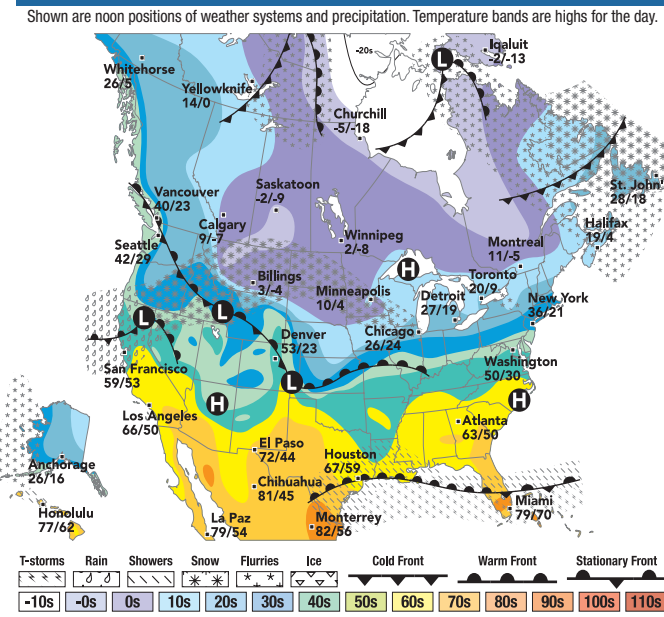 Shown are noon positions of weather systems and precipitation. Temperature bands are highs for the day.
-20s
L
Iqaluit
-2/-13
Whitehorse
26/5
Yellowknife
14/0
Churchill
-5/-18
Saskatoon
-2/-9
Vancouver
40/23
St. John
28/18
Calgary
9/-7
Winnipeg
2/-8
Halifax
19/4
Seattle
42/29
Montreal
11/-5
H
Billings
3/-4
Toronto
20/9
Minneapolis
10/4
Detroit
27/19
New York
36/21
L
L
Denver
53/23
Chicago
26/24
San Francisco
59/53
Washington
50/30
L
H
H
Los Angeles
66/50
Atlanta
63/50
El Paso
72/44
Houston
67/59
Anchorage
26/16
Chihuahua
81/45
Honolulu
77/62
La Paz
79/54
Monterrey
82/56
Miami
79/70
T-storms Rain Showers Snow Flurries Ice Cold Front Warm Front Stationary Front
-10s -0s 0s 10s 20s 30s 40s 50s 60s 70s 80s 90s 100s 110s